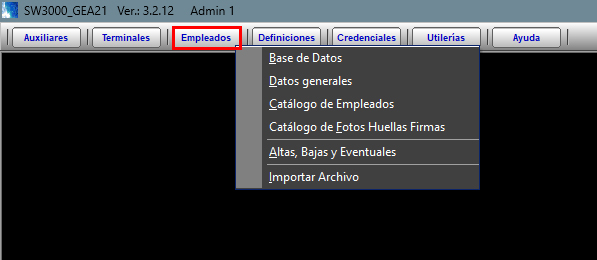 SW3000_GEA21 Ver.: 3.2.12 Admin 1
Auxiliares Terminales Empleados Definiciones Credenciales Utilerías Ayuda
Base de Datos
Datos generales
Catálogo de Empleados
Catálogo de Fotos Huellas Firmas
Altas, Bajas y Eventuales
Importar Archivo